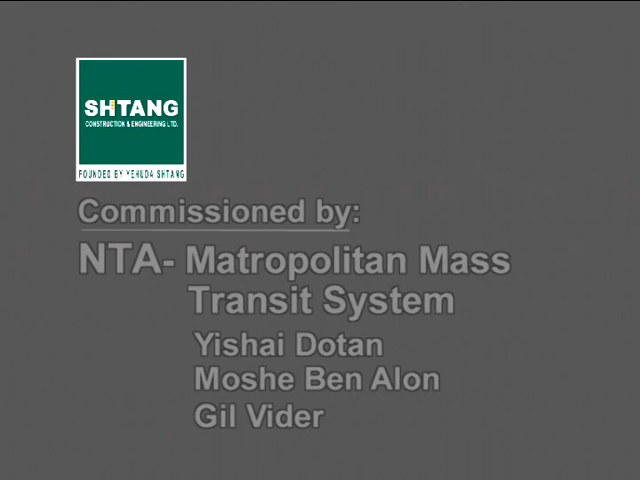 SHTANG
CONSTRUCTION & ENGINEERING LTD.
FOUNDED BY YEHUDA SHTANG
Commissioned by:
NTA- Matropolitan Mass
Transit System
Yishai Dotan
Moshe Ben Alon
Gil Vider